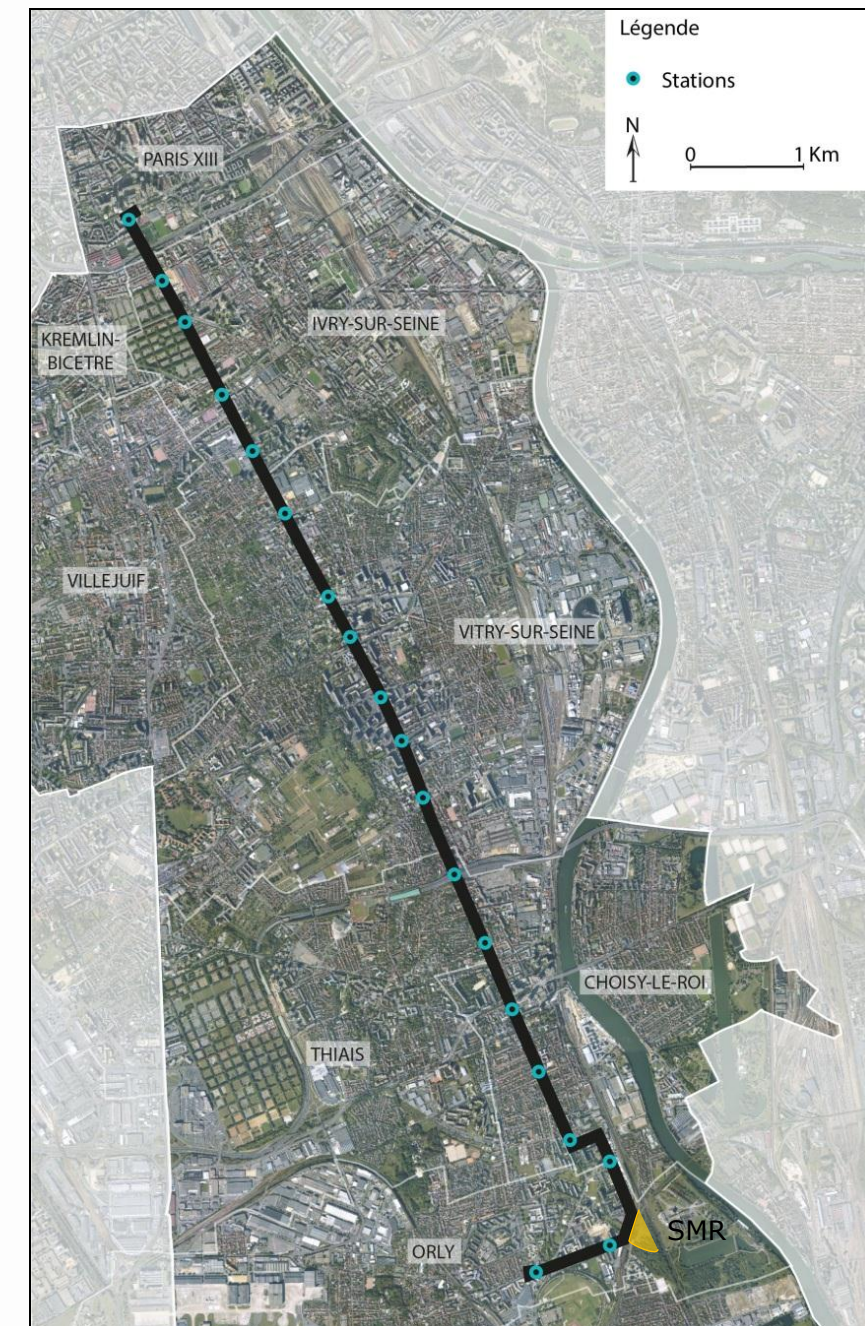 Légende
Stations
N
0 1 Km
PARIS XIII
IVRY-SUR-SEINE
KREMLIN-
BICETRE
VILLEJUIF
VITRY-SUR-SEINE
CHOISY-LE-ROI
THIAIS
SMR
ORLY